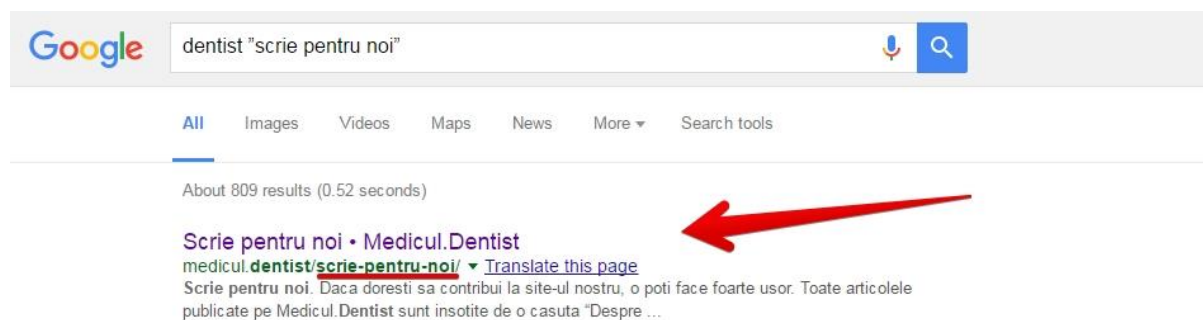 Google dentist "scrie pentru noi"
All Images Videos Maps News More Search tools
About 809 results (0.52 seconds)
Scrie pentru noi • Medicul.Dentist
medicul.dentist/scrie-pentru-noi/ Translate this page
Scrie pentru noi. Daca doresti sa contribui la site-ul nostru, o poti face foarte usor. Toate articolele
publicate pe Medicul.Dentist sunt insotite de o casuta “Despre ...